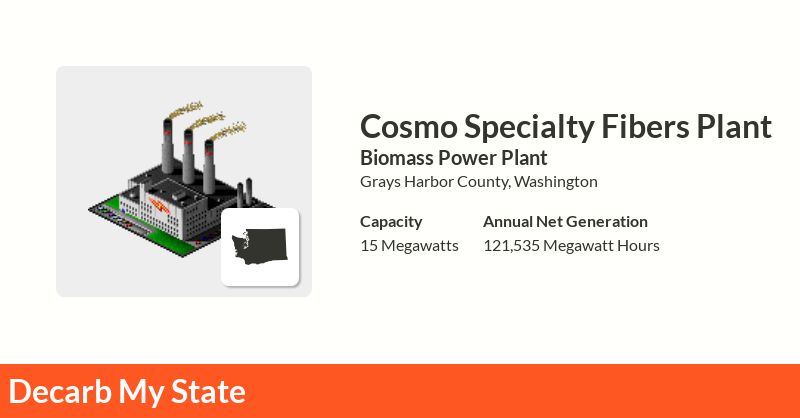 Cosmo Specialty Fibers Plant
Biomass Power Plant
Grays Harbor County, Washington
Capacity
15 Megawatts
Annual Net Generation
121,535 Megawatt Hours
Decarb My State